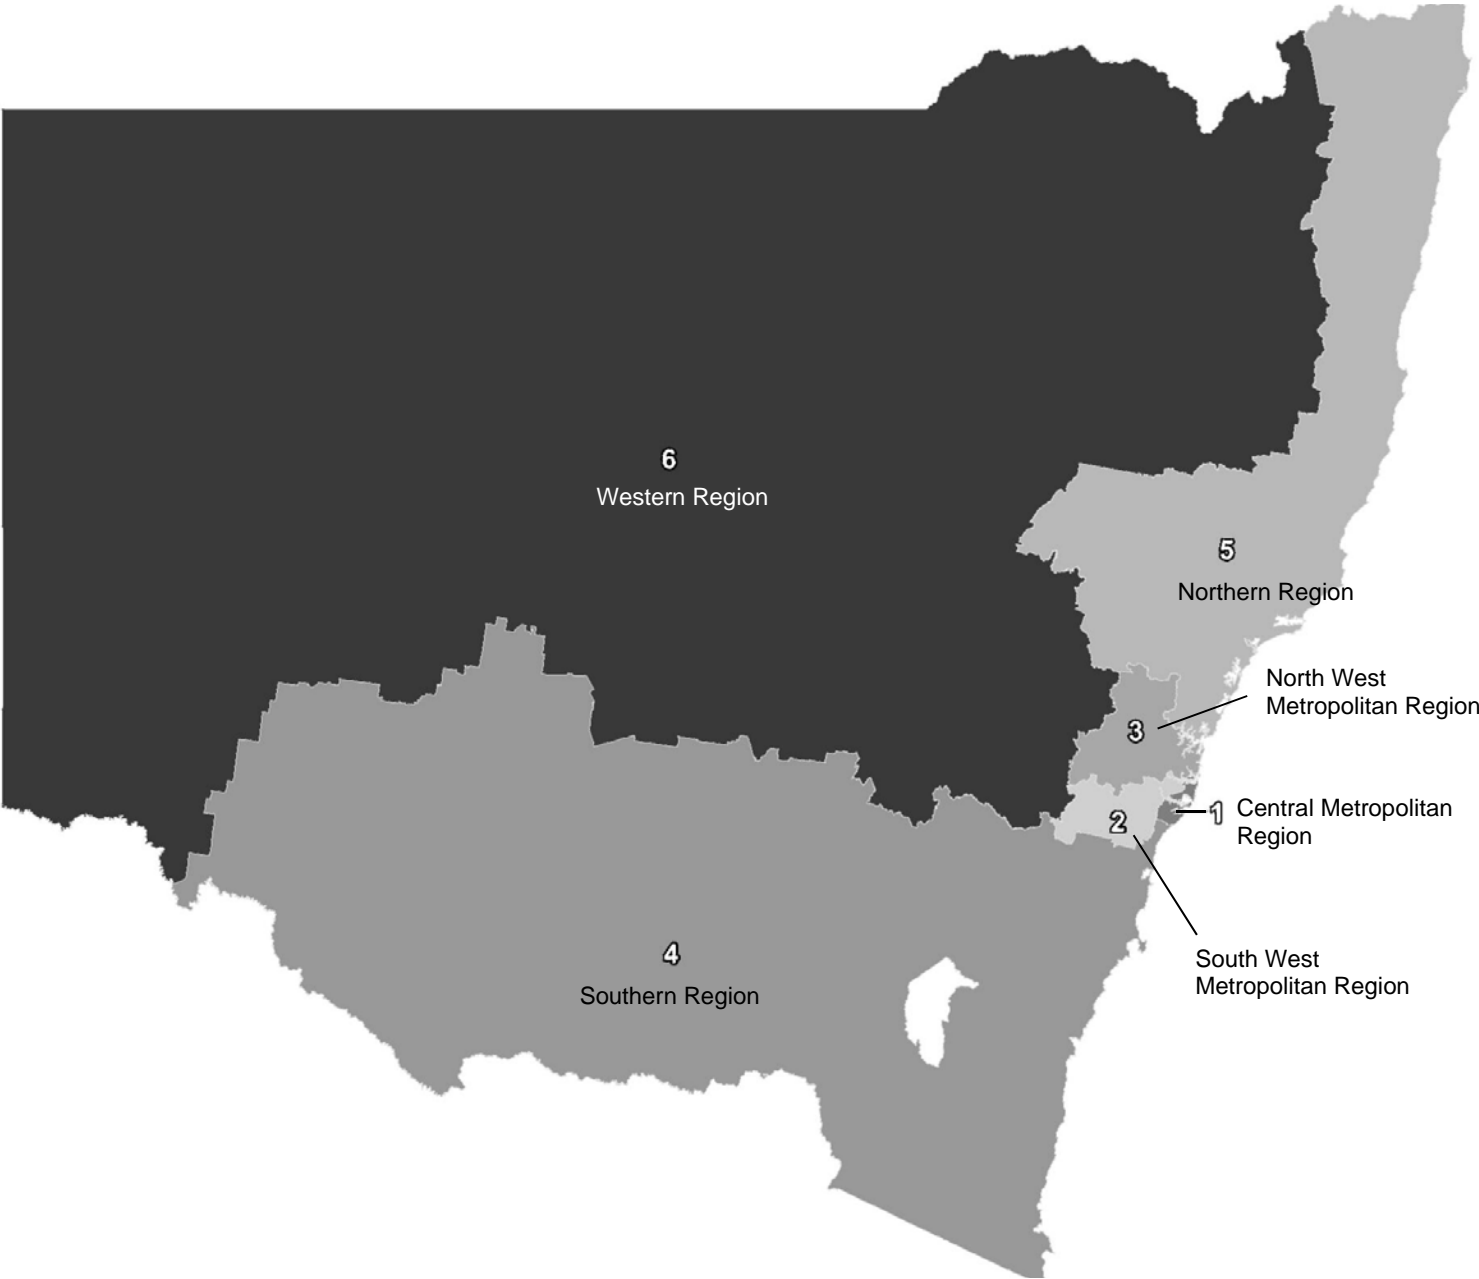 6
Western Region
5
Northern Region
North West
Metropolitan Region
3
1
Central Metropolitan
Region
2
South West
Metropolitan Region
4
Southern Region